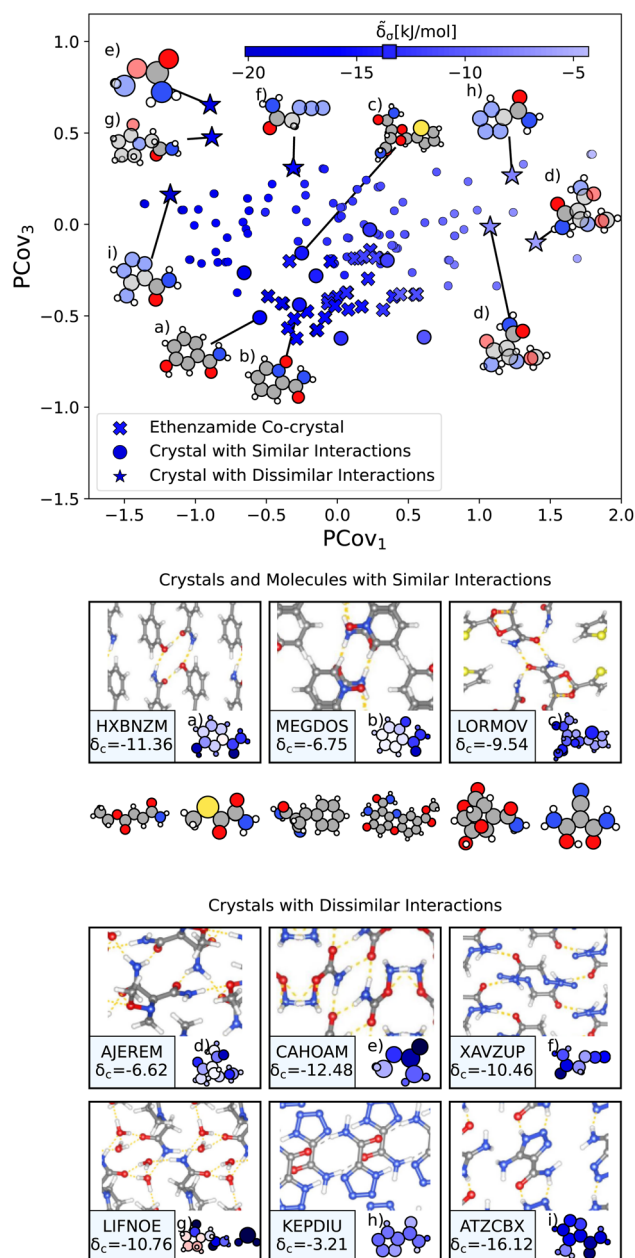 δ̃σ[kJ/mol]
−20 −15 −10 −5
e)
f)
c)
h)
g)
d)
i)
a)
b)
d)
1.0
0.5
0.0
−0.5
−1.0
−1.5
PCov₃
Ethenzamide Co-crystal
Crystal with Similar Interactions
Crystal with Dissimilar Interactions
−1.5 −1.0 −0.5 0.0 0.5 1.0 1.5 2.0
PCov₁
Crystals and Molecules with Similar Interactions
HXBNZM
δc=-11.36
a)
MEGDOS
δc=-6.75
b)
LORMOV
δc=-9.54
c)
Crystals with Dissimilar Interactions
AJEREM
δc=-6.62
d)
CAHOAM
δc=-12.48
e)
XAVZUP
δc=-10.46
f)
LIFNOE
δc=-10.76
g)
KEPDIU
δc=-3.21
h)
ATZCBX
δc=-16.12
i)